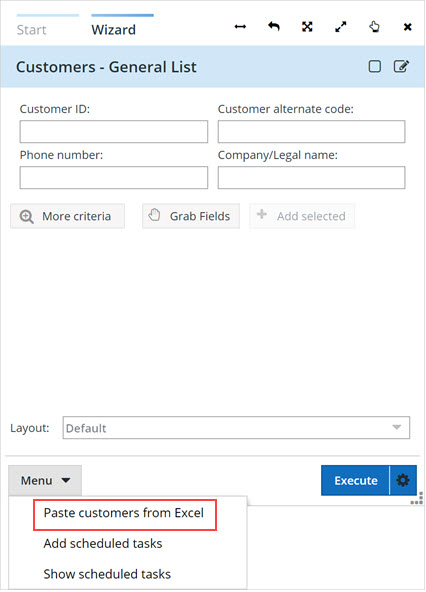 Start Wizard
Customers - General List
Customer ID: Customer alternate code:
Phone number: Company/Legal name:
More criteria Grab Fields Add selected
Layout: Default
Menu Execute
Paste customers from Excel
Add scheduled tasks
Show scheduled tasks